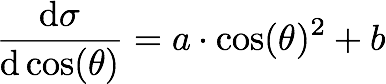 dσ/d cos(θ) = a · cos(θ)² + b